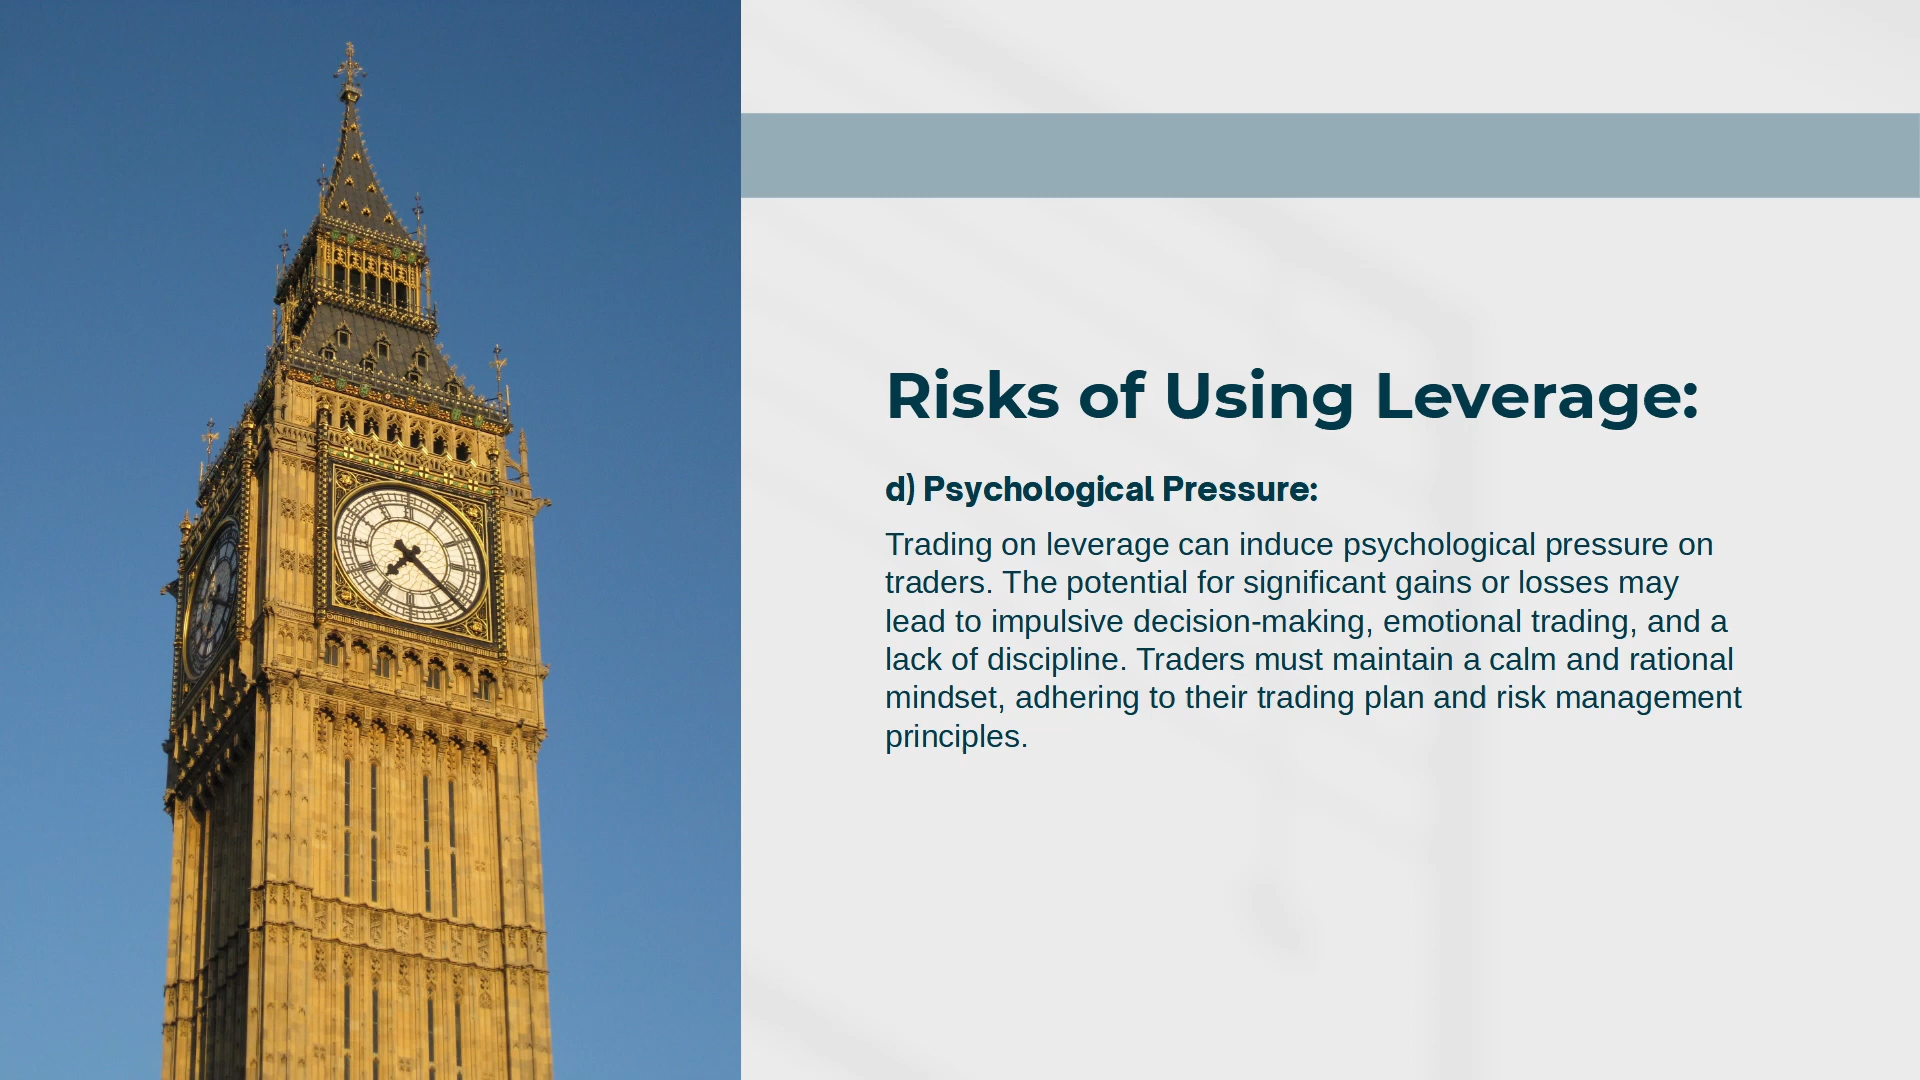 Risks of Using Leverage:
d) Psychological Pressure:
Trading on leverage can induce psychological pressure on
traders. The potential for significant gains or losses may
lead to impulsive decision-making, emotional trading, and a
lack of discipline. Traders must maintain a calm and rational
mindset, adhering to their trading plan and risk management
principles.